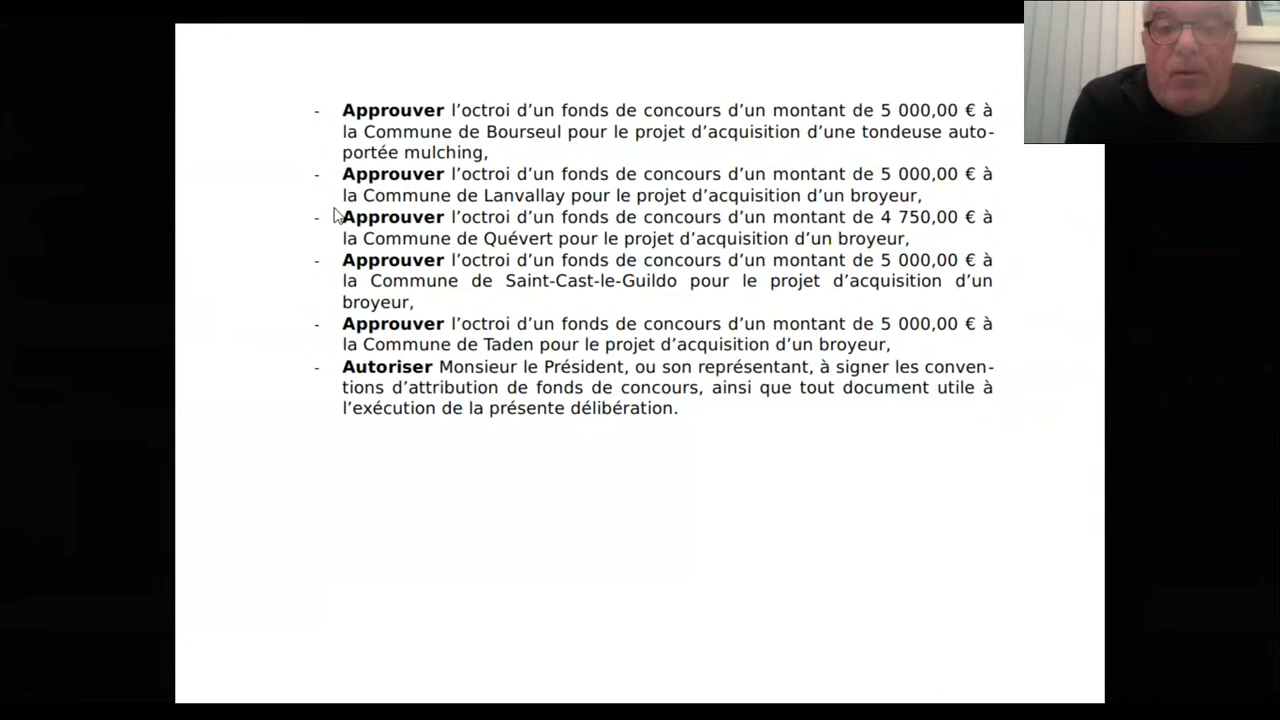 - Approuver l’octroi d’un fonds de concours d’un montant de 5 000,00 € à
la Commune de Bourseul pour le projet d’acquisition d’une tondeuse auto-
portée mulching,
- Approuver l’octroi d’un fonds de concours d’un montant de 5 000,00 € à
la Commune de Lanvallay pour le projet d’acquisition d’un broyeur,
- Approuver l’octroi d’un fonds de concours d’un montant de 4 750,00 € à
la Commune de Quévert pour le projet d’acquisition d’un broyeur,
- Approuver l’octroi d’un fonds de concours d’un montant de 5 000,00 € à
la Commune de Saint-Cast-le-Guildo pour le projet d’acquisition d’un
broyeur,
- Approuver l’octroi d’un fonds de concours d’un montant de 5 000,00 € à
la Commune de Taden pour le projet d’acquisition d’un broyeur,
- Autoriser Monsieur le Président, ou son représentant, à signer les conven-
tions d’attribution de fonds de concours, ainsi que tout document utile à
l’exécution de la présente délibération.